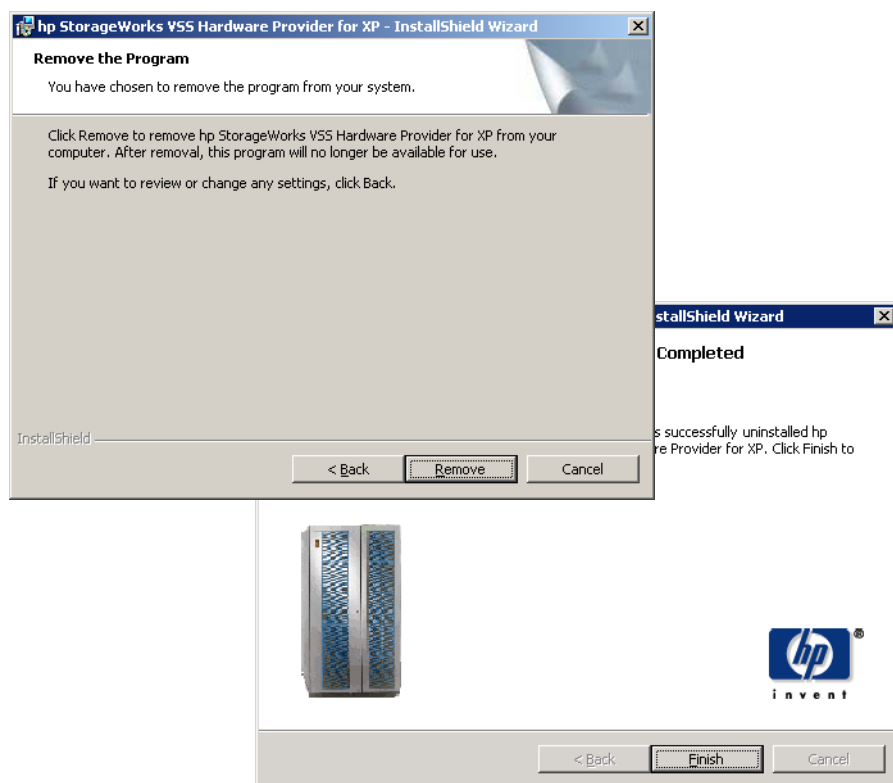 hp StorageWorks VSS Hardware Provider for XP - InstallShield Wizard
Remove the Program
You have chosen to remove the program from your system.
Click Remove to remove hp StorageWorks VSS Hardware Provider for XP from your
computer. After removal, this program will no longer be available for use.
If you want to review or change any settings, click Back.
InstallShield
< Back
Remove
Cancel
stallShield Wizard
Completed
s successfully uninstalled hp
re Provider for XP. Click Finish to
hp ®
invent
< Back
Finish
Cancel